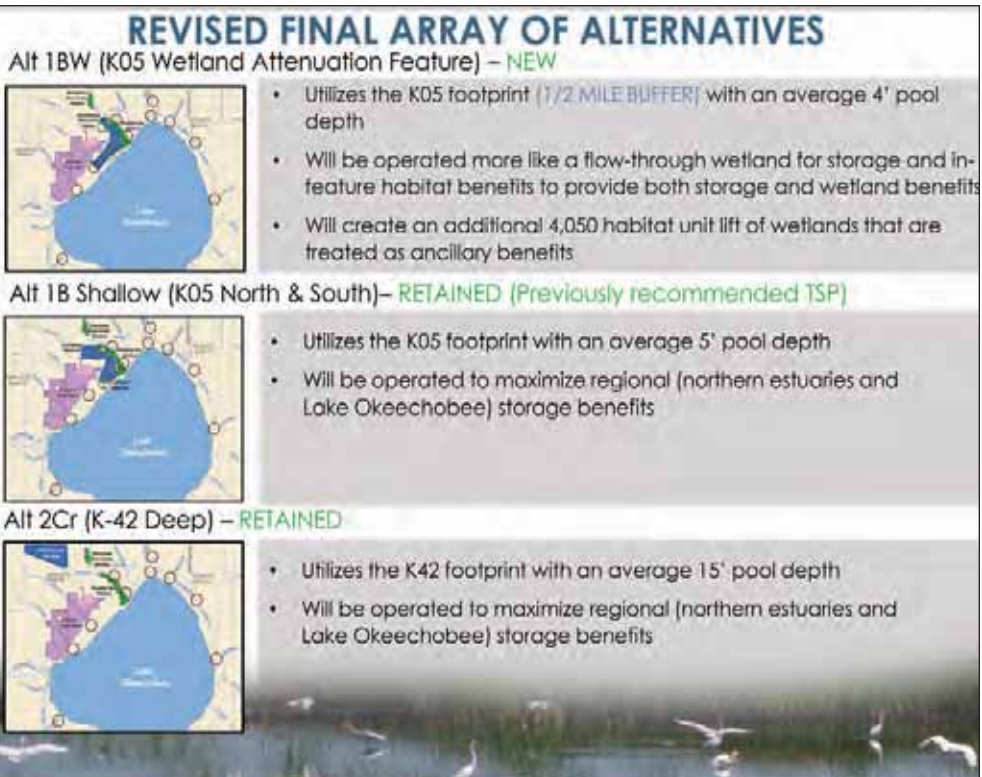 REVISED FINAL ARRAY OF ALTERNATIVES
Alt 1BW (K05 Wetland Attenuation Feature) – NEW
• Utilizes the K05 footprint (1/2 MILE BUFFER) with an average 4' pool
depth
• Will be operated more like a flow-through wetland for storage and in-
feature habitat benefits to provide both storage and wetland benefits
• Will create an additional 4,050 habitat unit lift of wetlands that are
treated as ancillary benefits
Alt 1B Shallow (K05 North & South)– RETAINED (Previously recommended TSP)
• Utilizes the K05 footprint with an average 5' pool depth
• Will be operated to maximize regional (northern estuaries and
Lake Okeechobee) storage benefits
Alt 2Cr (K-42 Deep) – RETAINED
• Utilizes the K42 footprint with an average 15' pool depth
• Will be operated to maximize regional (northern estuaries and
Lake Okeechobee) storage benefits